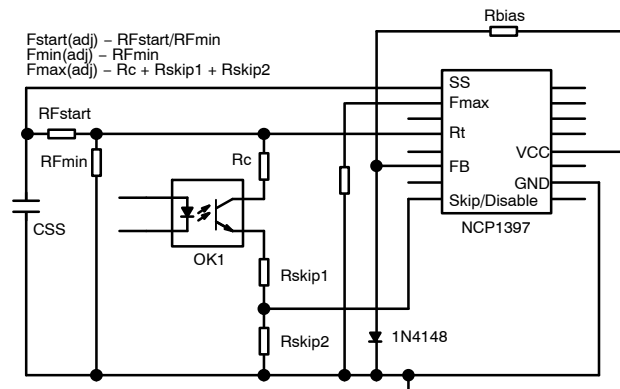 Rbias
Fstart(adj) – RFstart/RFmin
Fmin(adj) – RFmin
Fmax(adj) – Rc + Rskip1 + Rskip2
SS
Fmax
RFstart
Rt
RFmin
Rc
VCC
FB
GND
Skip/Disable
CSS
NCP1397
OK1
Rskip1
1N4148
Rskip2